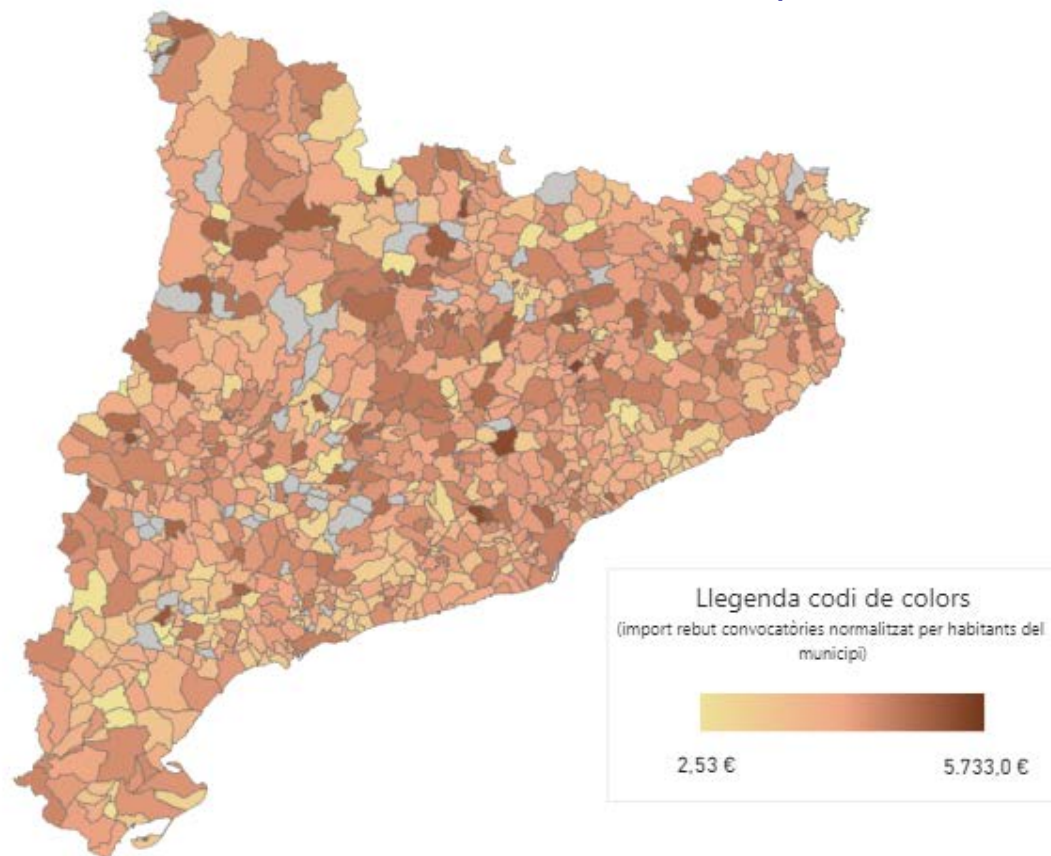 Llegenda codi de colors
(import rebut convocatòries normalitzat per habitants del
municipi)
2,53 €
5.733,0 €